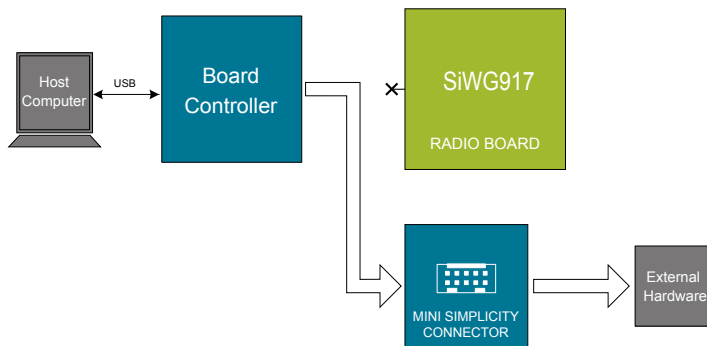 Host
Computer
USB
Board
Controller
SiWG917
RADIO BOARD
MINI SIMPLICITY
CONNECTOR
External
Hardware